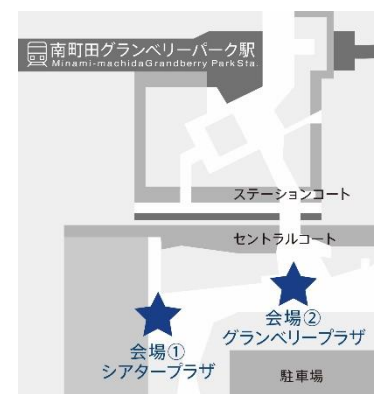 南町田グランベリーパーク駅
Minami-machidaGrandberry ParkSta.
ステーションコート
セントラルコート
会場②
グランベリープラザ
会場①
シアタープラザ
駐車場